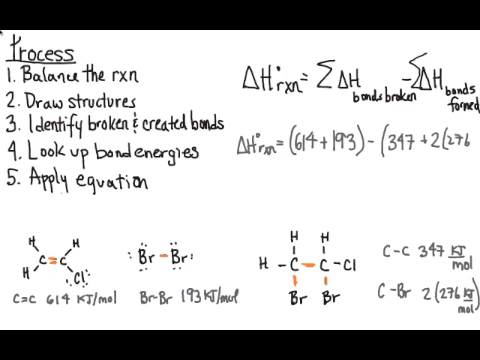 Process
1. Balance the rxn
2. Draw structures
3. Identify broken & created bonds
4. Look up bond energies
5. Apply equation
ΔH°rxn = ΣΔH bonds broken - ΣΔH bonds formed
ΔH°rxn = (614 + 193) - (347 + 2(276
H H
C = C
H Cl
C=C 614 KJ/mol
Br - Br
Br-Br 193 KJ/mol
H H
H - C - C - Cl
Br Br
C-C 347 KJ/mol
C-Br 2(276 KJ/mol)